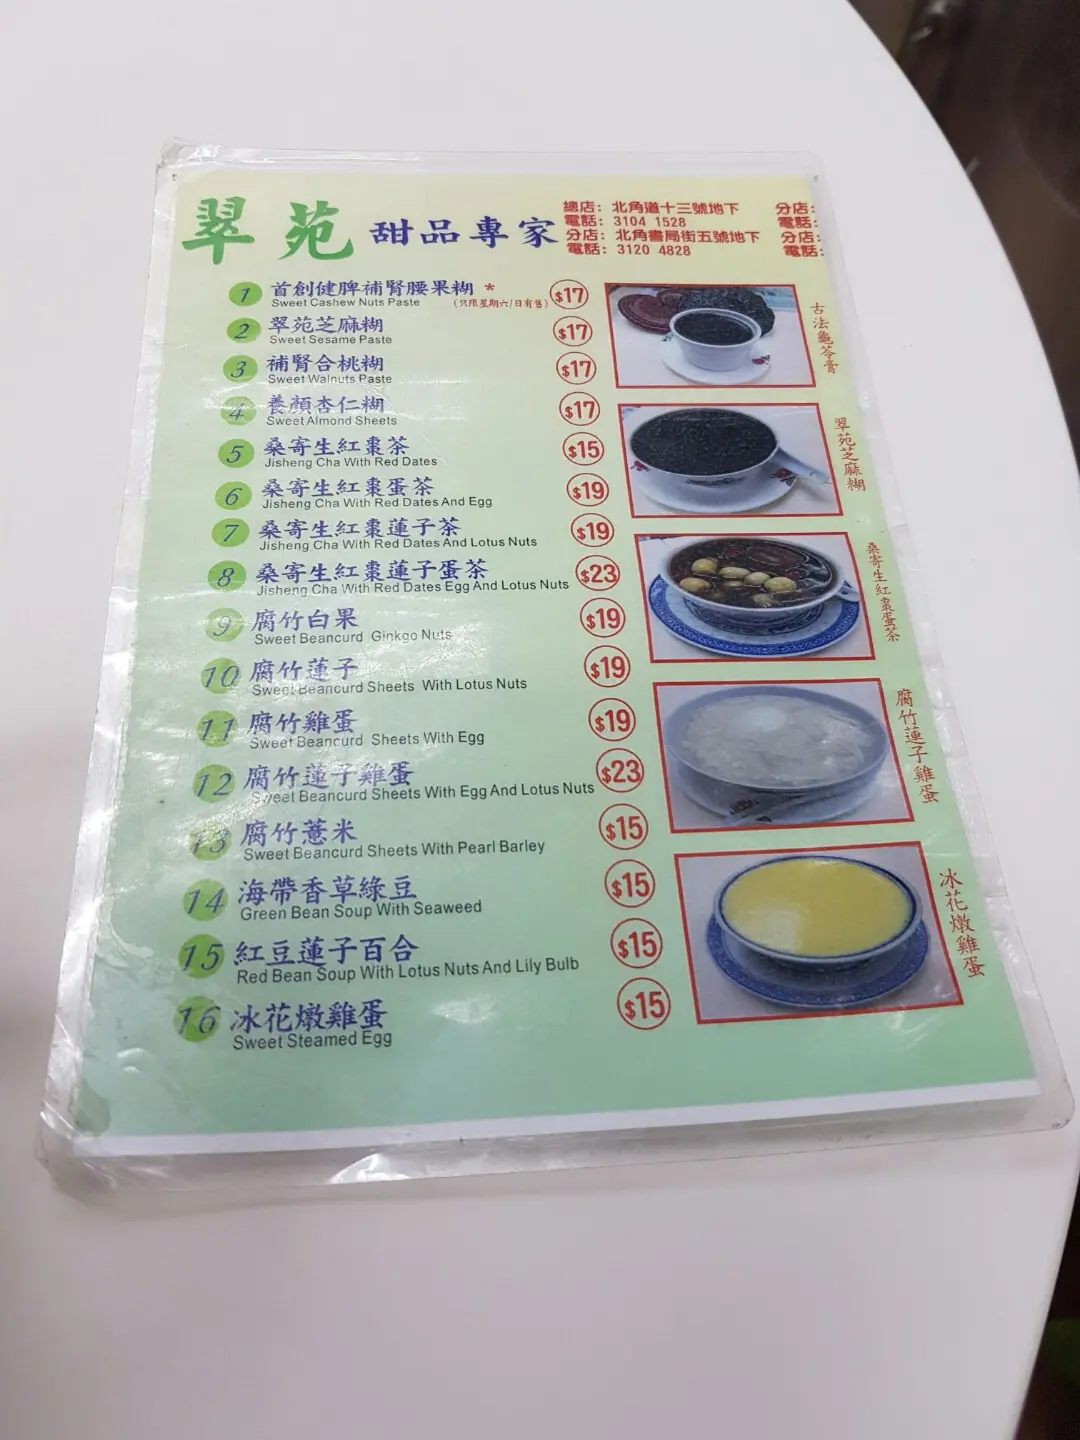 翠苑 甜品專家
總店: 北角道十三號地下
電話: 3104 1528
分店: 北角書局街五號地下
電話: 3120 4828
分店:
電話:
分店:
電話:
1 首創健脾補腎腰果糊 * $17
Sweet Cashew Nuts Paste (只限星期六/日有售)
2 翠苑芝麻糊 $17
Sweet Sesame Paste
3 補腎合桃糊 $17
Sweet Walnuts Paste
4 養顏杏仁糊 $17
Sweet Almond Sheets
5 桑寄生紅棗茶 $15
Jisheng Cha With Red Dates
6 桑寄生紅棗蛋茶 $19
Jisheng Cha With Red Dates And Egg
7 桑寄生紅棗蓮子茶 $19
Jisheng Cha With Red Dates And Lotus Nuts
8 桑寄生紅棗蓮子蛋茶 $23
Jisheng Cha With Red Dates Egg And Lotus Nuts
9 腐竹白果 $19
Sweet Beancurd Ginkgo Nuts
10 腐竹蓮子 $19
Sweet Beancurd Sheets With Lotus Nuts
11 腐竹雞蛋 $19
Sweet Beancurd Sheets With Egg
12 腐竹蓮子雞蛋 $23
Sweet Beancurd Sheets With Egg And Lotus Nuts
13 腐竹薏米 $15
Sweet Beancurd Sheets With Pearl Barley
14 海帶香草綠豆 $15
Green Bean Soup With Seaweed
15 紅豆蓮子百合 $15
Red Bean Soup With Lotus Nuts And Lily Bulb
16 冰花燉雞蛋 $15
Sweet Steamed Egg
古法龜苓膏
翠苑芝麻糊
桑寄生紅棗蛋茶
腐竹蓮子雞蛋
冰花燉雞蛋